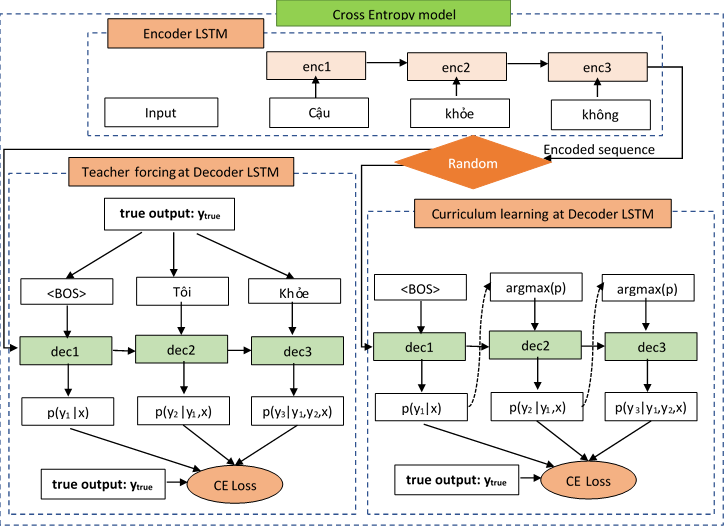 Cross Entropy model
Encoder LSTM
enc1
enc2
enc3
Input
Cậu
khỏe
không
Encoded sequence
Random
Teacher forcing at Decoder LSTM
true output: ytrue
<BOS>
Tôi
Khỏe
dec1
dec2
dec3
p(y1|x)
p(y2|y1,x)
p(y3|y1,y2,x)
true output: ytrue
CE Loss
Curriculum learning at Decoder LSTM
<BOS>
argmax(p)
argmax(p)
dec1
dec2
dec3
p(y1|x)
p(y2|y1,x)
p(y3|y1,y2,x)
true output: ytrue
CE Loss